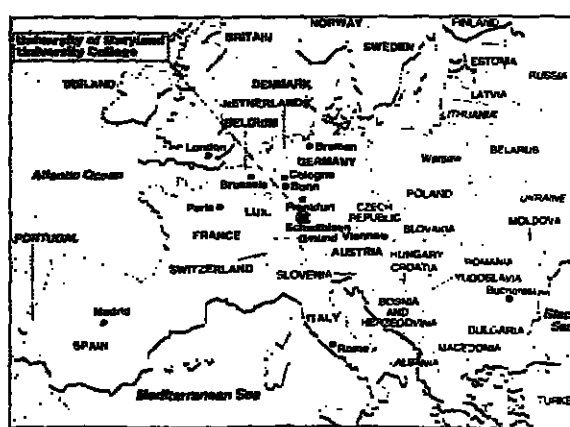 University of Maryland
University College
NORWAY
FINLAND
BRITAIN
SWEDEN
ESTONIA
RUSSIA
IRELAND
DENMARK
LATVIA
NETHERLANDS
LITHUANIA
BELGIUM
London
Bremen
GERMANY
BELARUS
Warsaw
Atlantic Ocean
Brussels
Cologne
Bonn
POLAND
UKRAINE
Paris
LUX.
Frankfurt
CZECH
REPUBLIC
MOLDOVA
FRANCE
Schwäbisch
Gmünd
Vienna
SLOVAKIA
PORTUGAL
AUSTRIA
HUNGARY
SWITZERLAND
SLOVENIA
CROATIA
ROMANIA
YUGOSLAVIA
Bucharest
Madrid
ITALY
BOSNIA
AND
HERZEGOVINA
Black
Sea
SPAIN
Rome
BULGARIA
MACEDONIA
ALBANIA
Mediterranean Sea
TURKEY